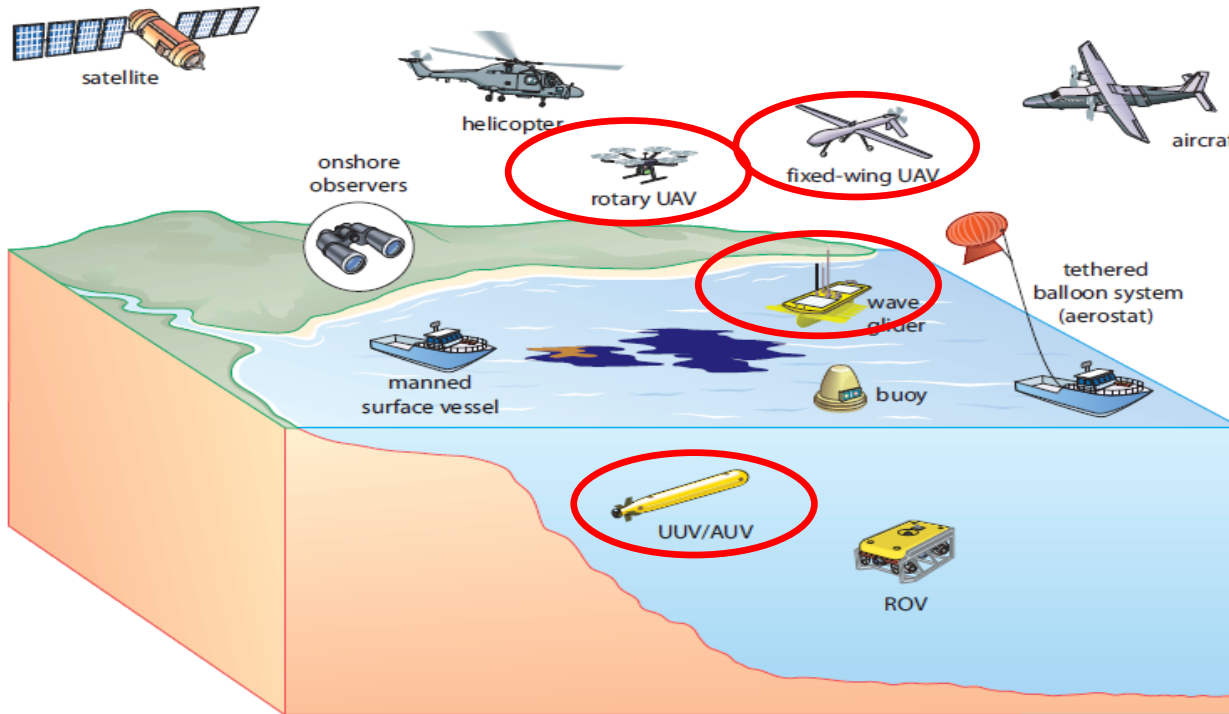 satellite
helicopter
aircraf
fixed-wing UAV
rotary UAV
onshore
observers
tethered
balloon system
(aerostat)
wave
glider
manned
surface vessel
buoy
UUV/AUV
ROV